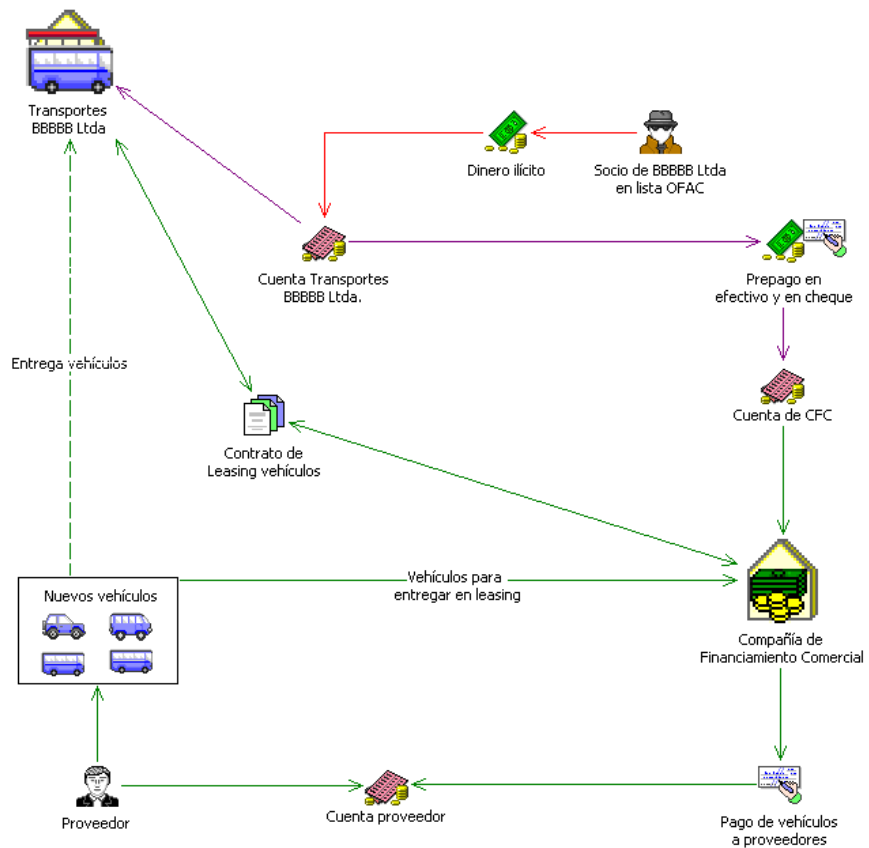 Transportes
BBBBB Ltda
Dinero ilícito
Socio de BBBBB Ltda
en lista OFAC
Cuenta Transportes
BBBBB Ltda.
Prepago en
efectivo y en cheque
Entrega vehículos
Cuenta de CFC
Contrato de
Leasing vehículos
Nuevos vehículos
Vehículos para
entregar en leasing
Compañía de
Financiamiento Comercial
Proveedor
Cuenta proveedor
Pago de vehículos
a proveedores